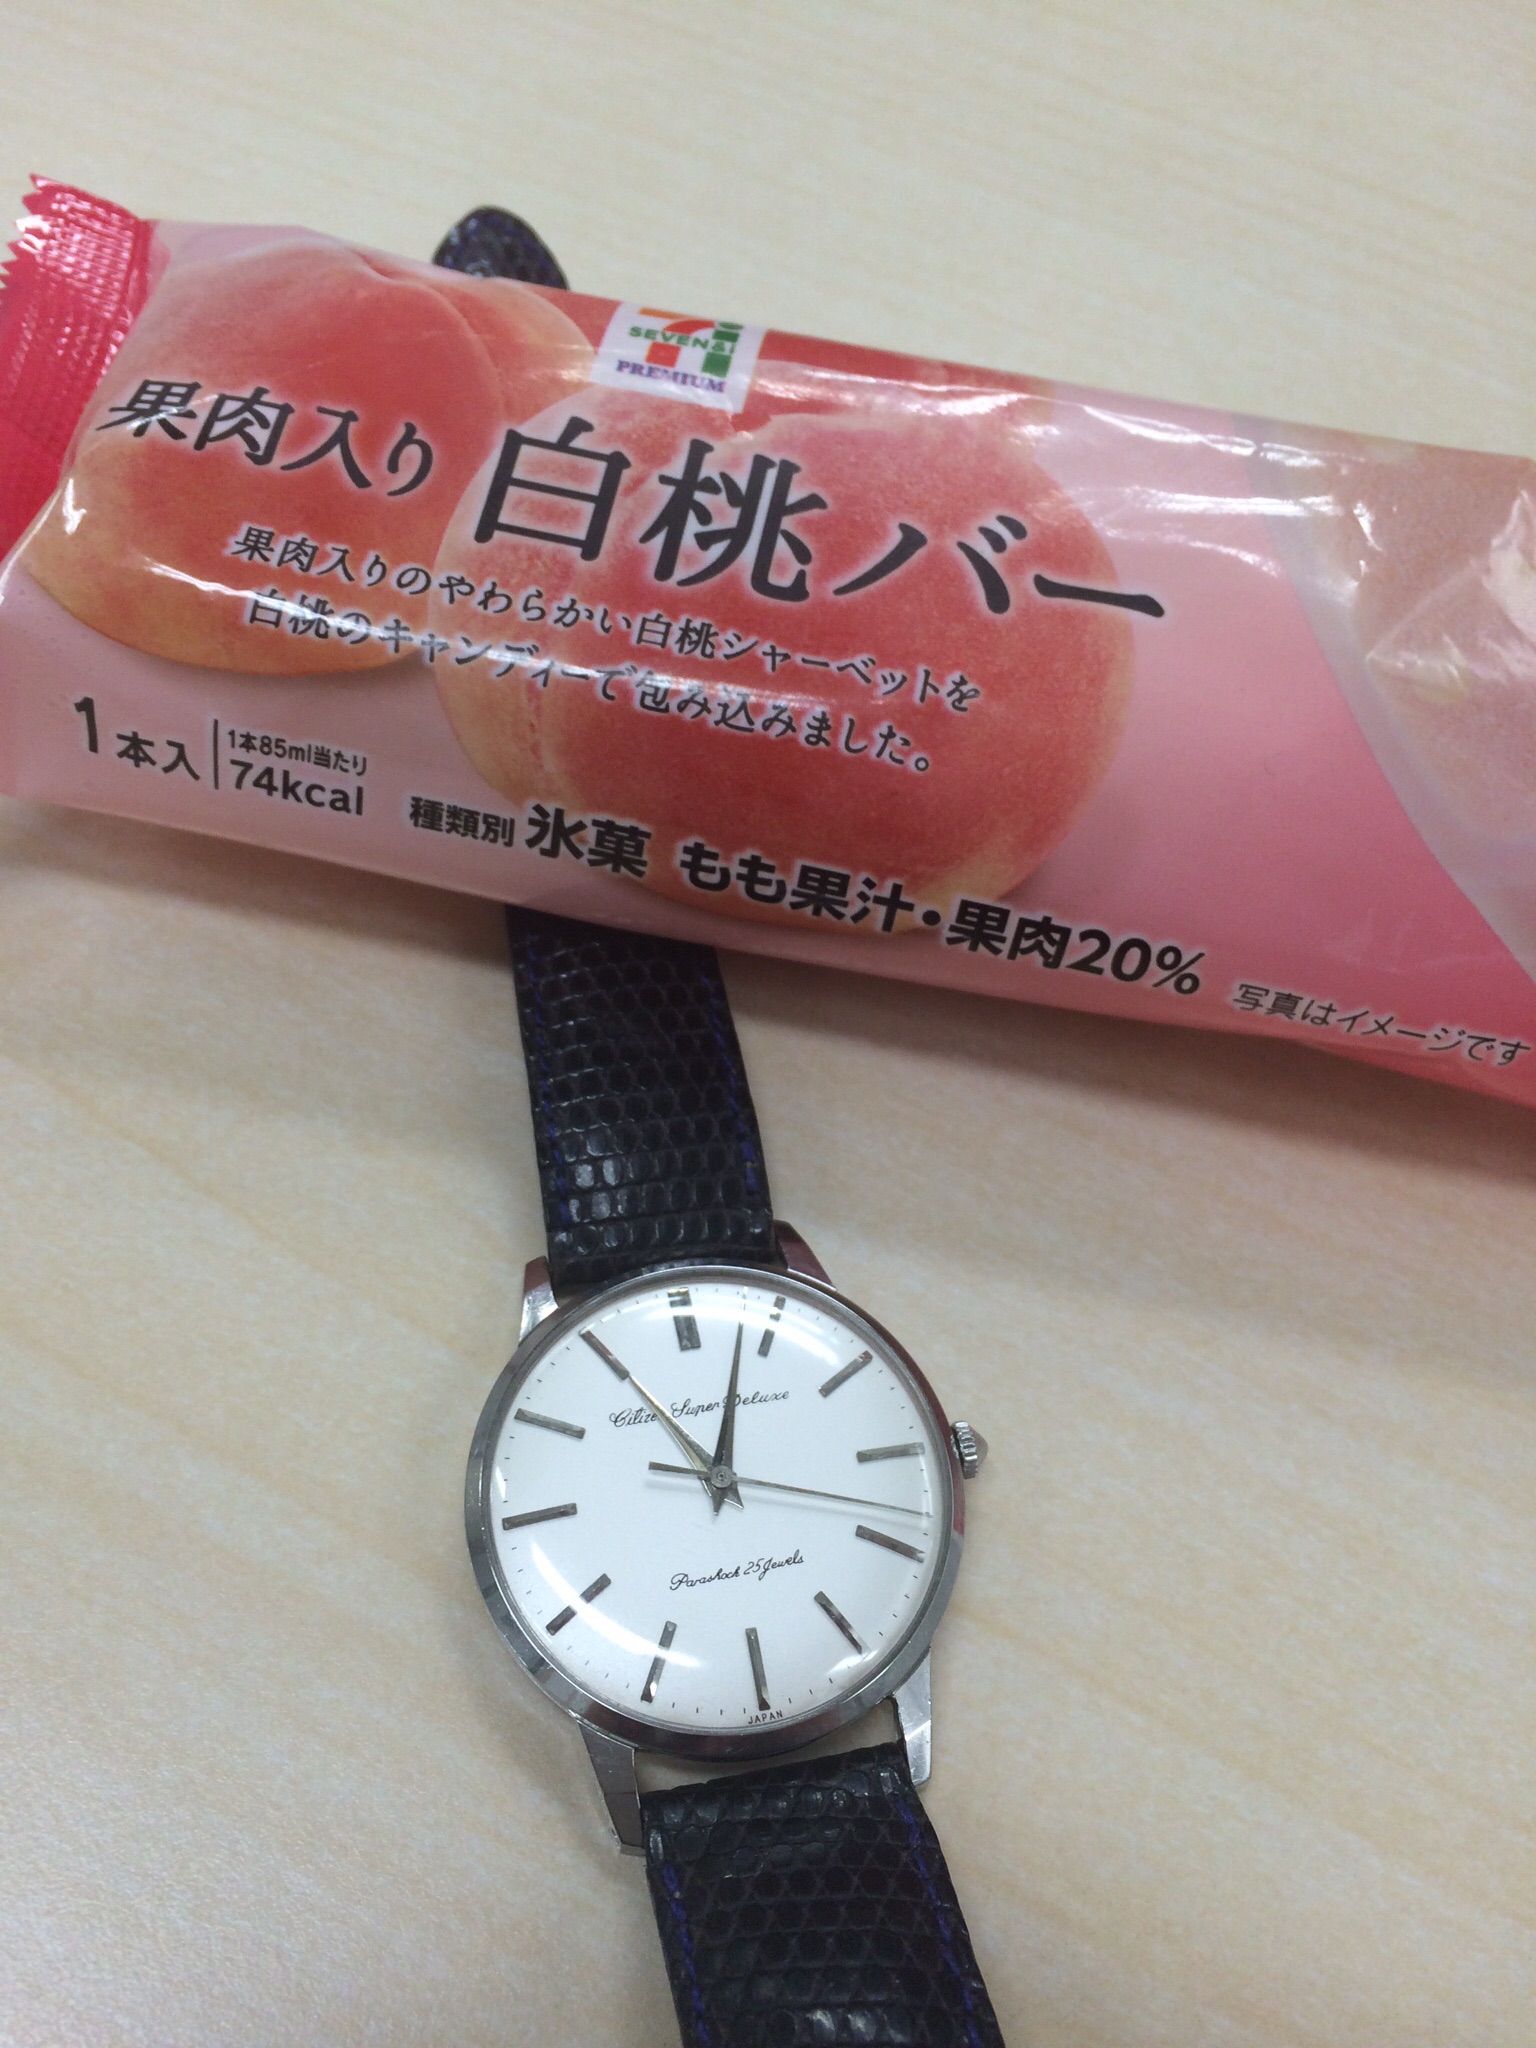 SEVEN&i
PREMIUM
果肉入り 白桃バー
果肉入りのやわらかい白桃シャーベットを
白桃のキャンディーで包み込みました。
1本入 1本85ml当たり
74kcal
種類別 氷菓 もも果汁・果肉20%
写真はイメージです
Citizen Super Deluxe
Parashock 25 Jewels
JAPAN